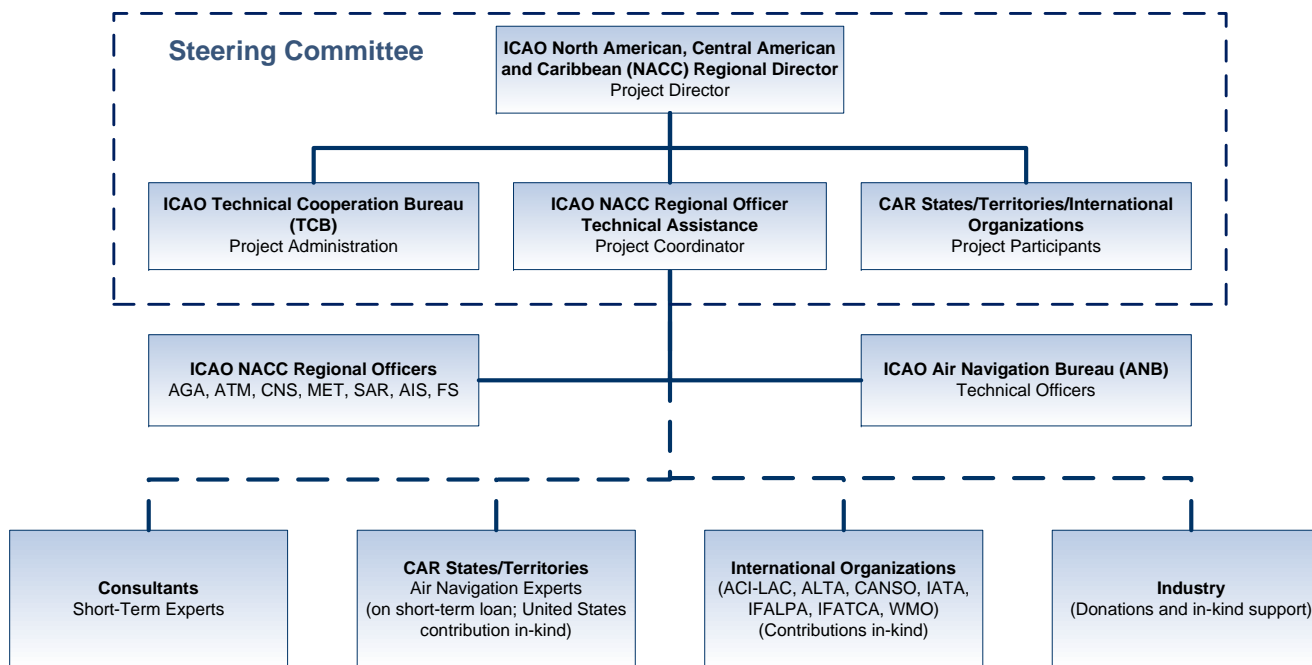 Steering Committee
ICAO North American, Central American
and Caribbean (NACC) Regional Director
Project Director
ICAO Technical Cooperation Bureau
(TCB)
Project Administration
ICAO NACC Regional Officer
Technical Assistance
Project Coordinator
CAR States/Territories/International
Organizations
Project Participants
ICAO NACC Regional Officers
AGA, ATM, CNS, MET, SAR, AIS, FS
ICAO Air Navigation Bureau (ANB)
Technical Officers
Consultants
Short-Term Experts
CAR States/Territories
Air Navigation Experts
(on short-term loan; United States
contribution in-kind)
International Organizations
(ACI-LAC, ALTA, CANSO, IATA,
IFALPA, IFATCA, WMO)
(Contributions in-kind)
Industry
(Donations and in-kind support)